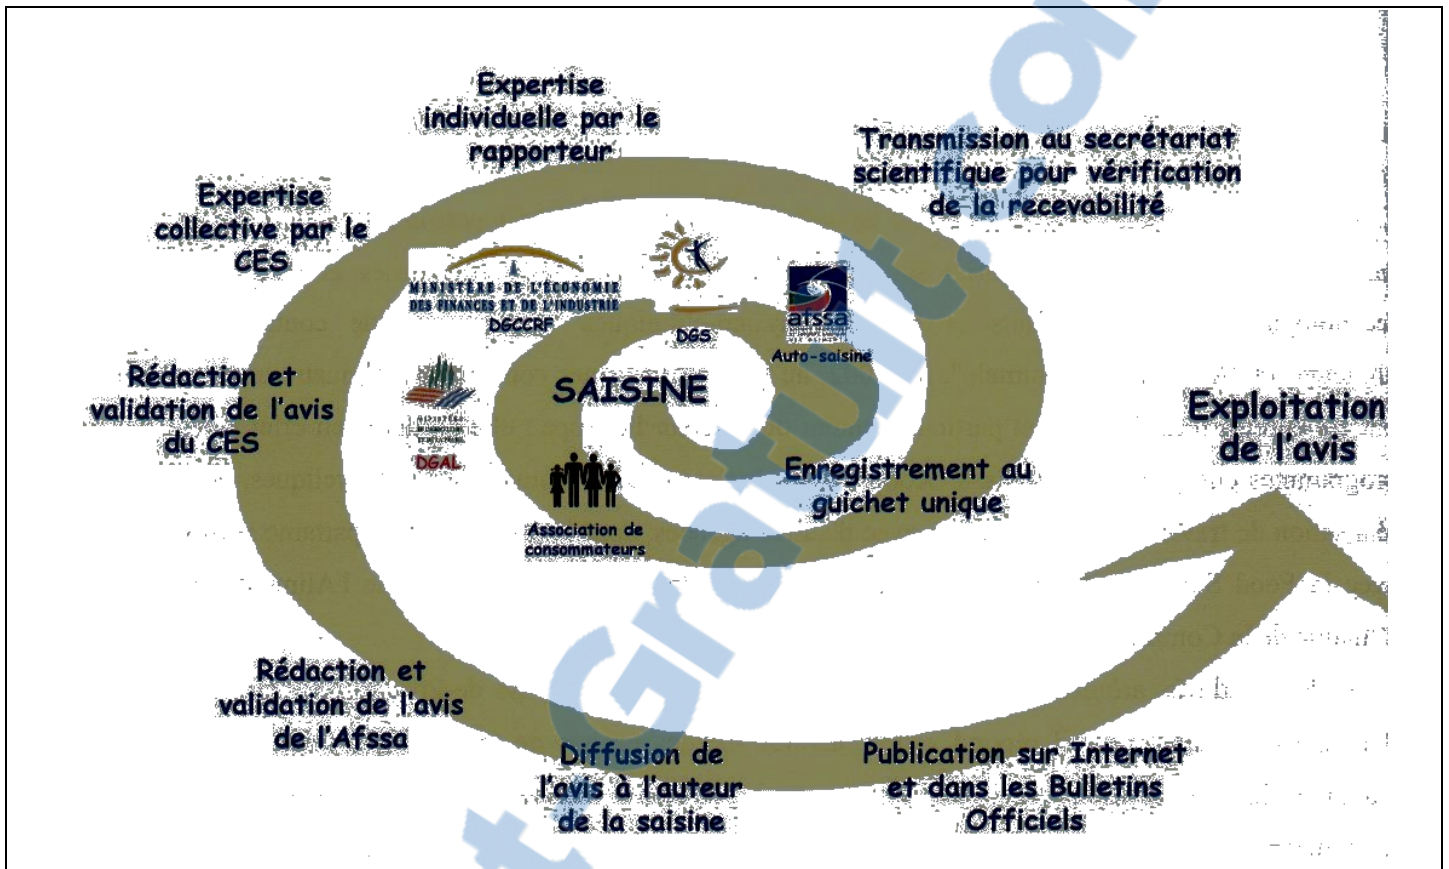 Expertise
individuelle par le
rapporteur
Transmission au secrétariat
scientifique pour vérification
de la recevabilité
Expertise
collective par le
CES
MINISTÈRE DE L'ÉCONOMIE
DES FINANCES ET DE L'INDUSTRIE
DGCCRF
DGS
afssa
Auto-saisine
Rédaction et
validation de l'avis
du CES
SAISINE
DGAL
Exploitation
de l'avis
Enregistrement au
guichet unique
Association de
consommateurs
Rédaction et
validation de l'avis
de l'Afssa
Diffusion de
l'avis à l'auteur
de la saisine
Publication sur Internet
et dans les Bulletins
Officiels
t.Gratuit.com